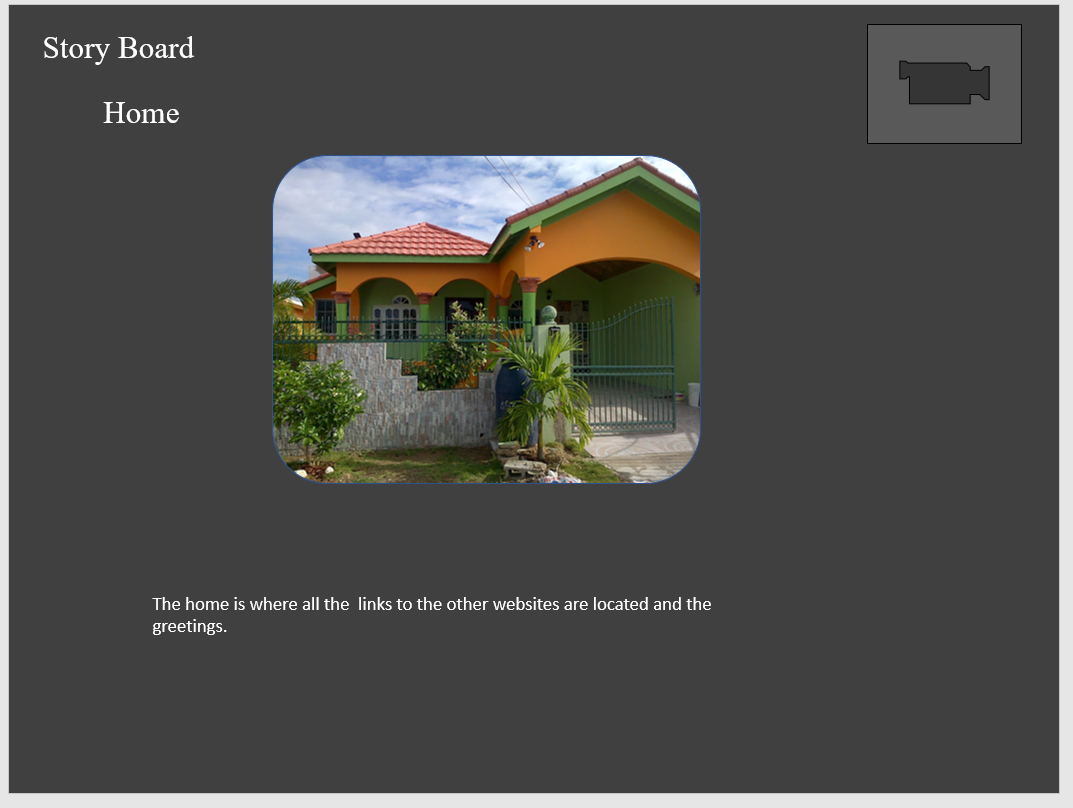 Story Board
Home
The home is where all the  links to the other websites are located and the
greetings.